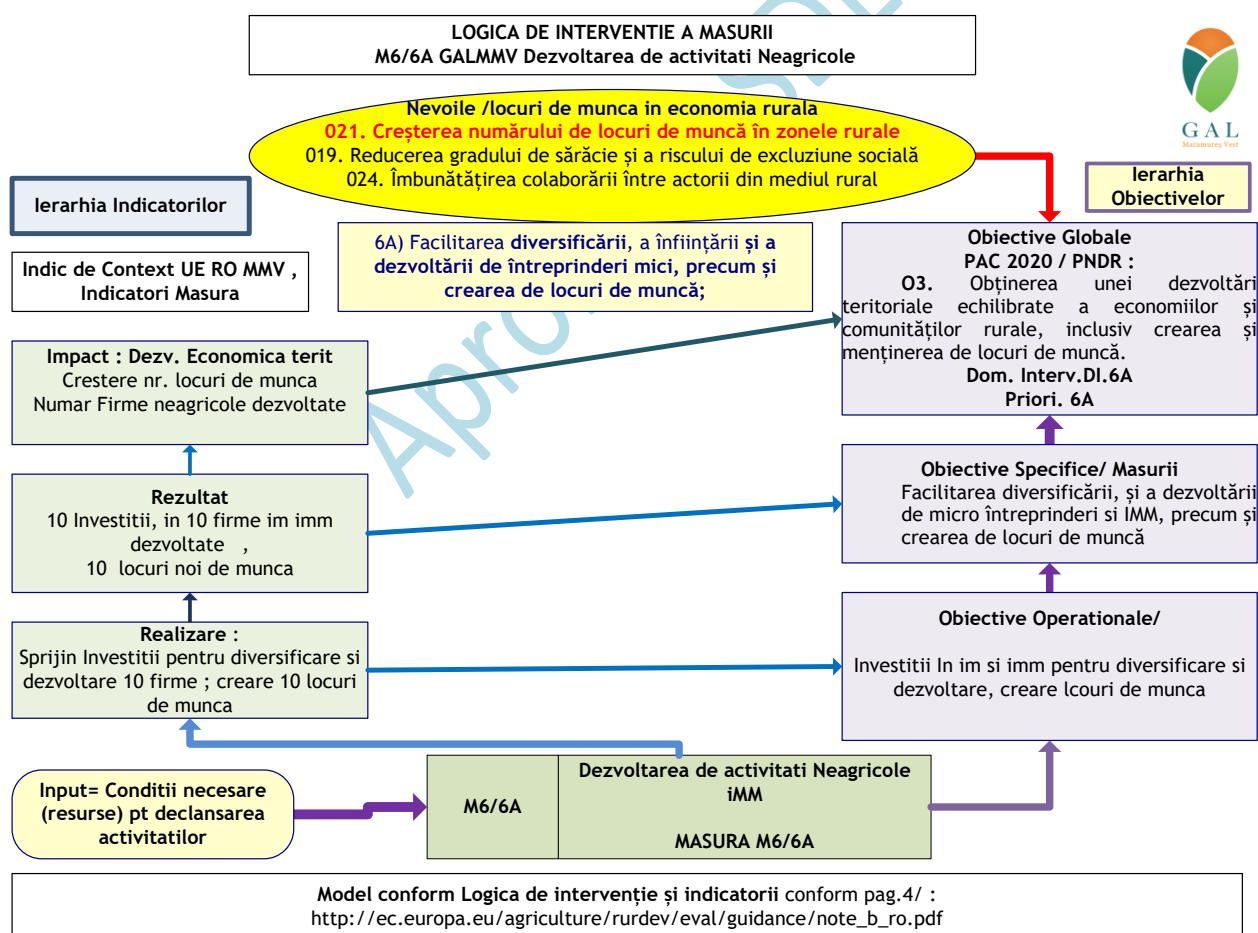 LOGICA DE INTERVENTIE A MASURII
M6/6A GALMMV Dezvoltarea de activitati Neagricole
Nevoile /locuri de munca in economia rurala
021. Creșterea numărului de locuri de muncă în zonele rurale
019. Reducerea gradului de sărăcie și a riscului de excluziune socială
024. Îmbunătățirea colaborării între actorii din mediul rural
GAL
Maramureș Vest
Ierarhia Indicatorilor
Ierarhia
Obiectivelor
Indic de Context UE RO MMV ,
Indicatori Masura
6A) Facilitarea diversificării, a înființării și a
dezvoltării de întreprinderi mici, precum și
crearea de locuri de muncă;
Obiective Globale
PAC 2020 / PNDR :
O3. Obținerea unei dezvoltări
teritoriale echilibrate a economiilor și
comunităților rurale, inclusiv crearea și
menținerea de locuri de muncă.
Dom. Interv.DI.6A
Priori. 6A
Impact : Dezv. Economica terit
Crestere nr. locuri de munca
Numar Firme neagricole dezvoltate
Rezultat
10 Investitii, in 10 firme im imm
dezvoltate ,
10 locuri noi de munca
Obiective Specifice/ Masurii
Facilitarea diversificării, și a dezvoltării
de micro întreprinderi si IMM, precum și
crearea de locuri de muncă
Realizare :
Sprijin Investitii pentru diversificare si
dezvoltare 10 firme ; creare 10 locuri
de munca
Obiective Operationale/
Investitii In im si imm pentru diversificare si
dezvoltare, creare lcouri de munca
Input= Conditii necesare
(resurse) pt declansarea
activitatilor
M6/6A
Dezvoltarea de activitati Neagricole
iMM
MASURA M6/6A
Model conform Logica de intervenție și indicatorii conform pag.4/ :
http://ec.europa.eu/agriculture/rurdev/eval/guidance/note_b_ro.pdf